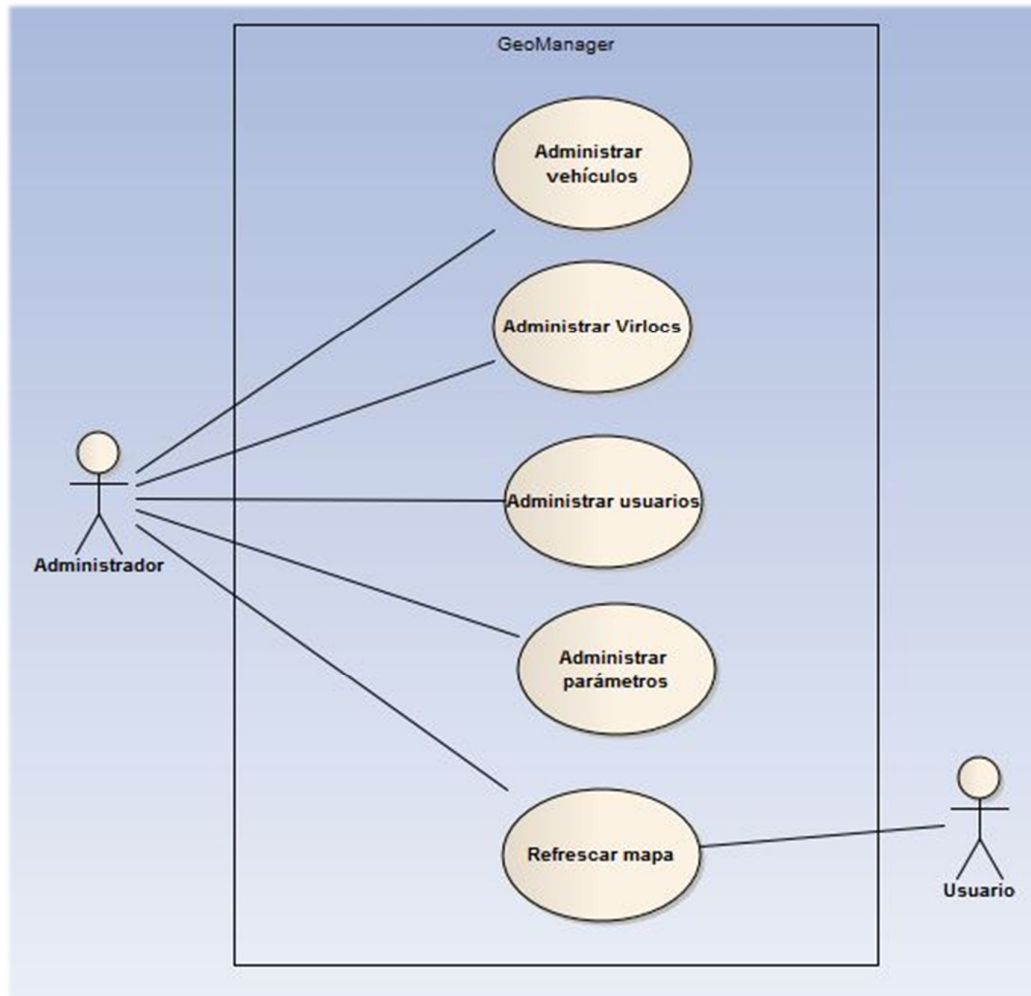 GeoManager
Administrar
vehículos
Administrar Virlocs
Administrar usuarios
Administrador
Administrar
parámetros
Refrescar mapa
Usuario